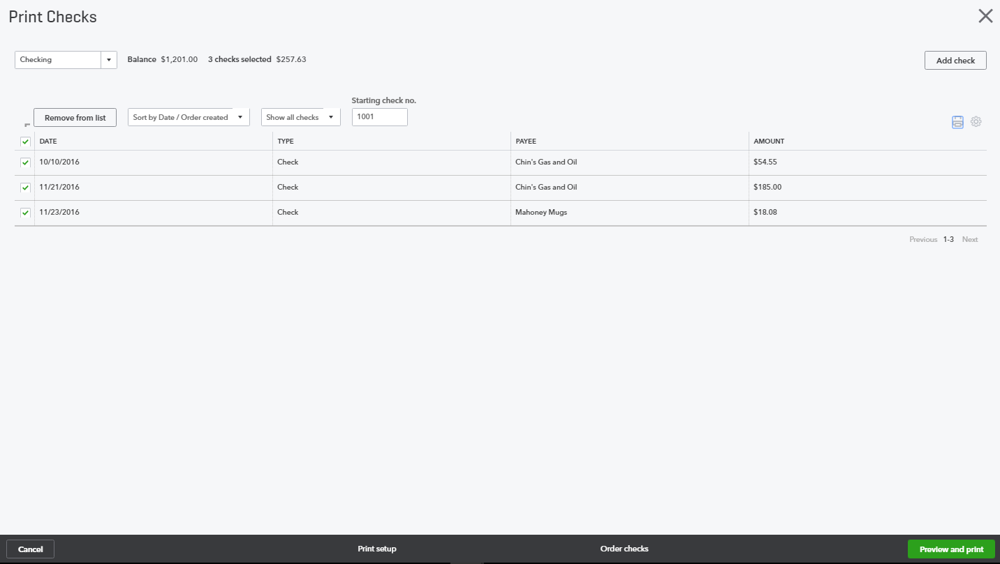 Print Checks
Checking Balance $1,201.00 3 checks selected $257.63 Add check
Starting check no.
Remove from list Sort by Date / Order created Show all checks 1001
DATE TYPE PAYEE AMOUNT
10/10/2016 Check Chin's Gas and Oil $54.55
11/21/2016 Check Chin's Gas and Oil $185.00
11/23/2016 Check Mahoney Mugs $18.08
Previous 1-3 Next
Cancel Print setup Order checks Preview and print